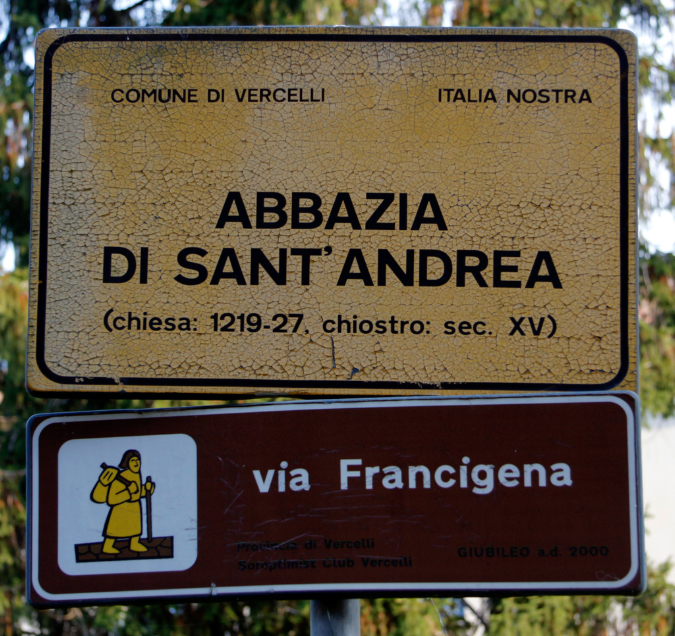 COMUNE DI VERCELLI ITALIA NOSTRA
ABBAZIA
DI SANT'ANDREA
(chiesa: 1219-27, chiostro: sec. XV)
via Francigena
Provincia di Vercelli
Soroptimist Club Vercelli GIUBILEO a.d. 2000